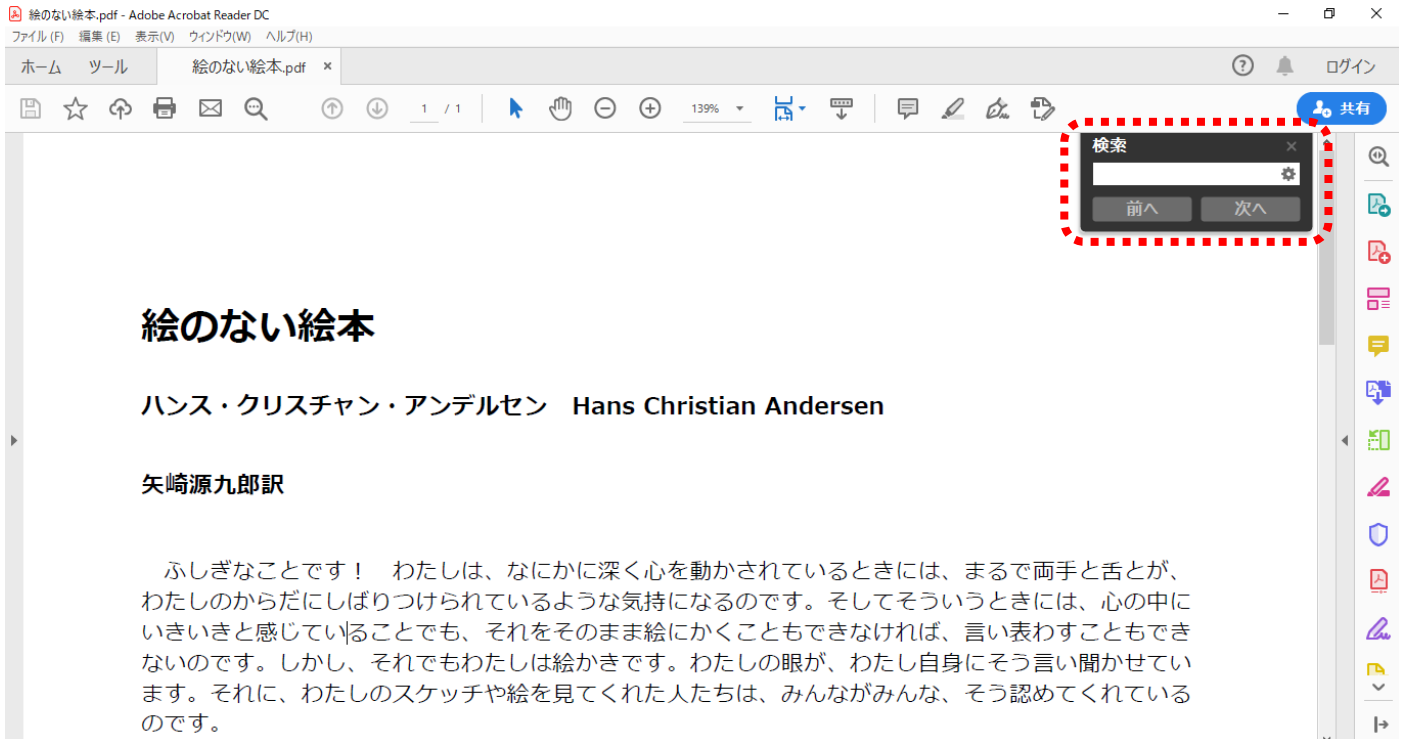 絵のない絵本.pdf - Adobe Acrobat Reader DC
ファイル(F) 編集(E) 表示(V) ウィンドウ(W) ヘルプ(H)
ホーム ツール 絵のない絵本.pdf × ログイン
1 / 1 139% 共有
検索
前へ 次へ
絵のない絵本
ハンス・クリスチャン・アンデルセン Hans Christian Andersen
矢崎源九郎訳
ふしぎなことです! わたしは、なにかに深く心を動かされているときには、まるで両手と舌とが、
わたしのからだにしばりつけられているような気持になるのです。そしてそういうときには、心の中に
いきいきと感じていることでも、それをそのまま絵にかくこともできなければ、言い表わすこともでき
ないのです。しかし、それでもわたしは絵かきです。わたしの眼が、わたし自身にそう言い聞かせてい
ます。それに、わたしのスケッチや絵を見てくれた人たちは、みんながみんな、そう認めてくれている
のです。